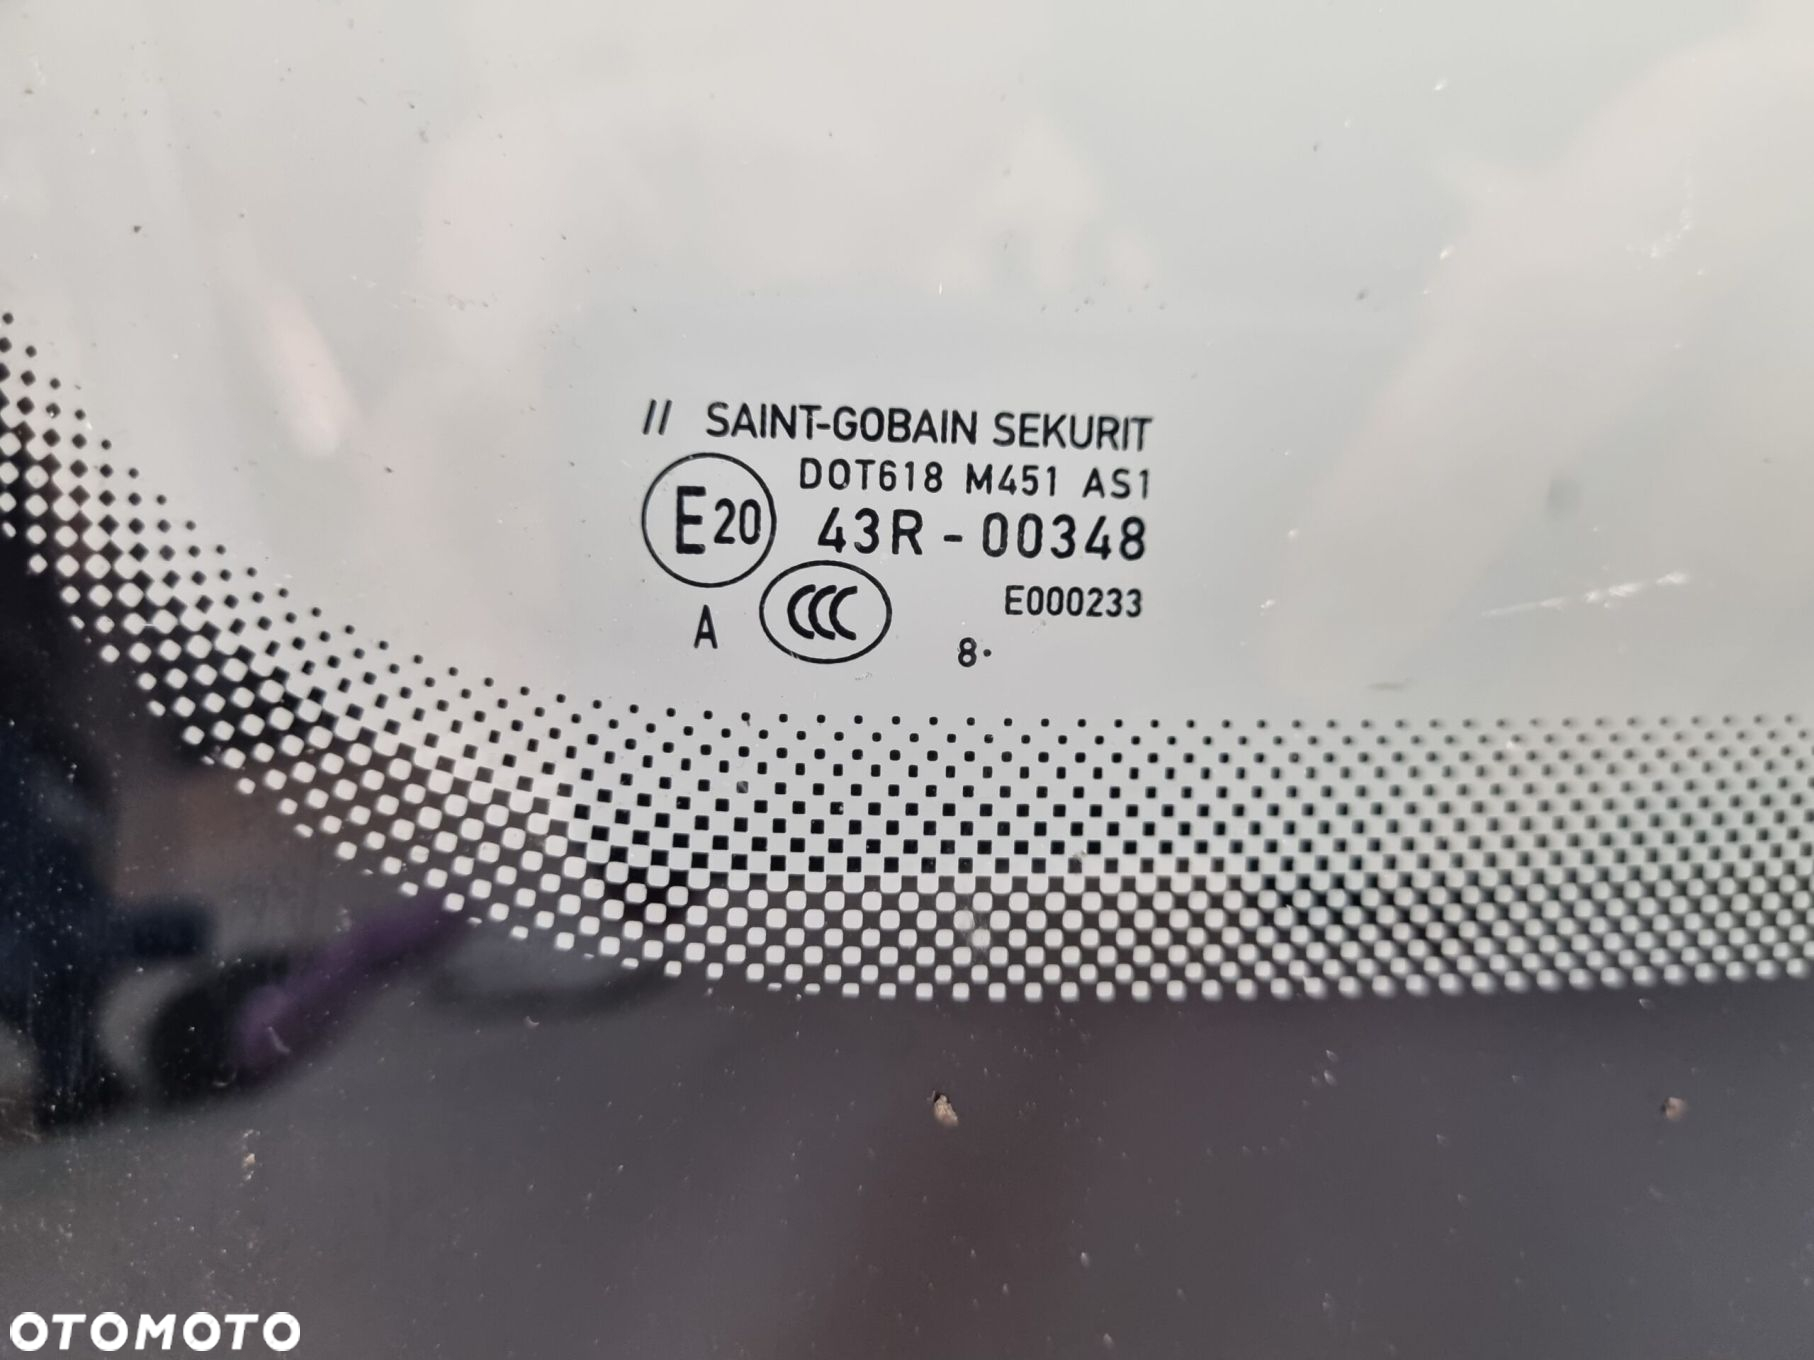 // SAINT-GOBAIN SEKURIT
DOT618 M451 AS1
E20 43R-00348
E000233
A CCC
8·
OTOMOTO